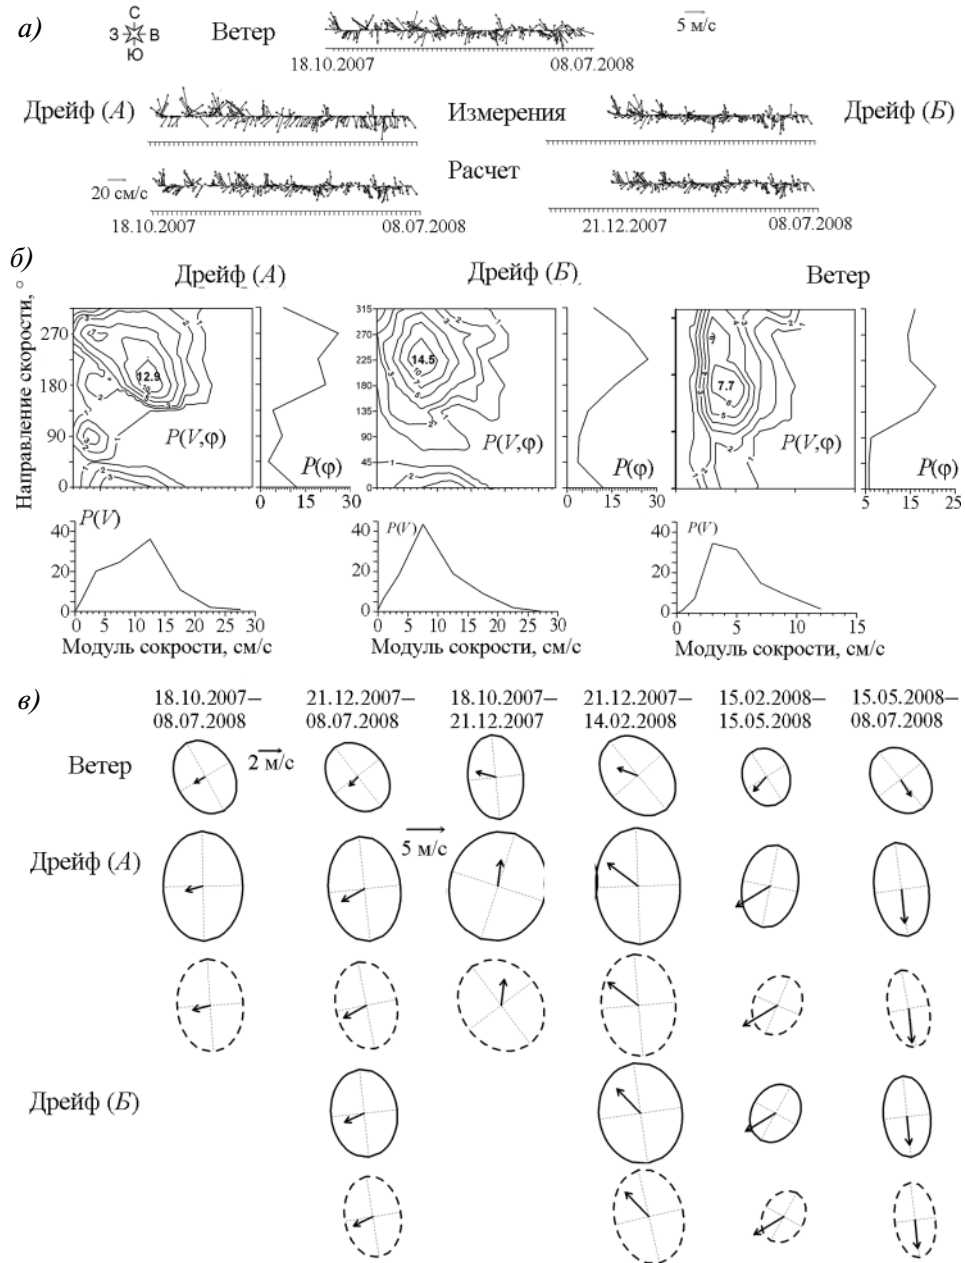 а)
С
З В
Ю
Ветер
5 м/с
18.10.2007 08.07.2008
Дрейф (А) Измерения Дрейф (Б)
Расчет
20 см/с
18.10.2007 08.07.2008 21.12.2007 08.07.2008
б)
Дрейф (А) Дрейф (Б) Ветер
Направление скорости, °
270
180
90
0
12.9
P(V,φ)
P(φ)
0 15 30
315
270
225
180
135
90
45
0
14.5
P(V,φ)
P(φ)
0 15 30
7.7
P(V,φ)
P(φ)
5 15 25
P(V) P(V) P(V)
40 40 40
20 20 20
0 0 0
0 5 10 15 20 25 30 0 5 10 15 20 25 30 0 5 10 15
Модуль сокрости, см/с Модуль сокрости, см/с Модуль сокрости, см/с
в)
18.10.2007– 21.12.2007– 18.10.2007– 21.12.2007– 15.02.2008– 15.05.2008–
08.07.2008 08.07.2008 21.12.2007 14.02.2008 15.05.2008 08.07.2008
Ветер
2 м/с
5 м/с
Дрейф (А)
Дрейф (Б)